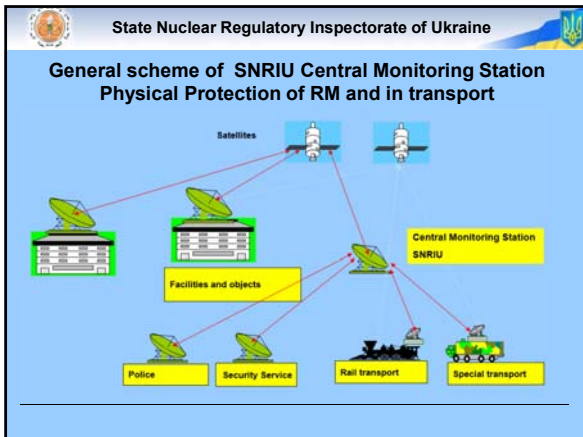 State Nuclear Regulatory Inspectorate of Ukraine
General scheme of SNRIU Central Monitoring Station
Physical Protection of RM and in transport
Satellites
Central Monitoring Station
SNRIU
Facilities and objects
Police
Security Service
Rail transport
Special transport